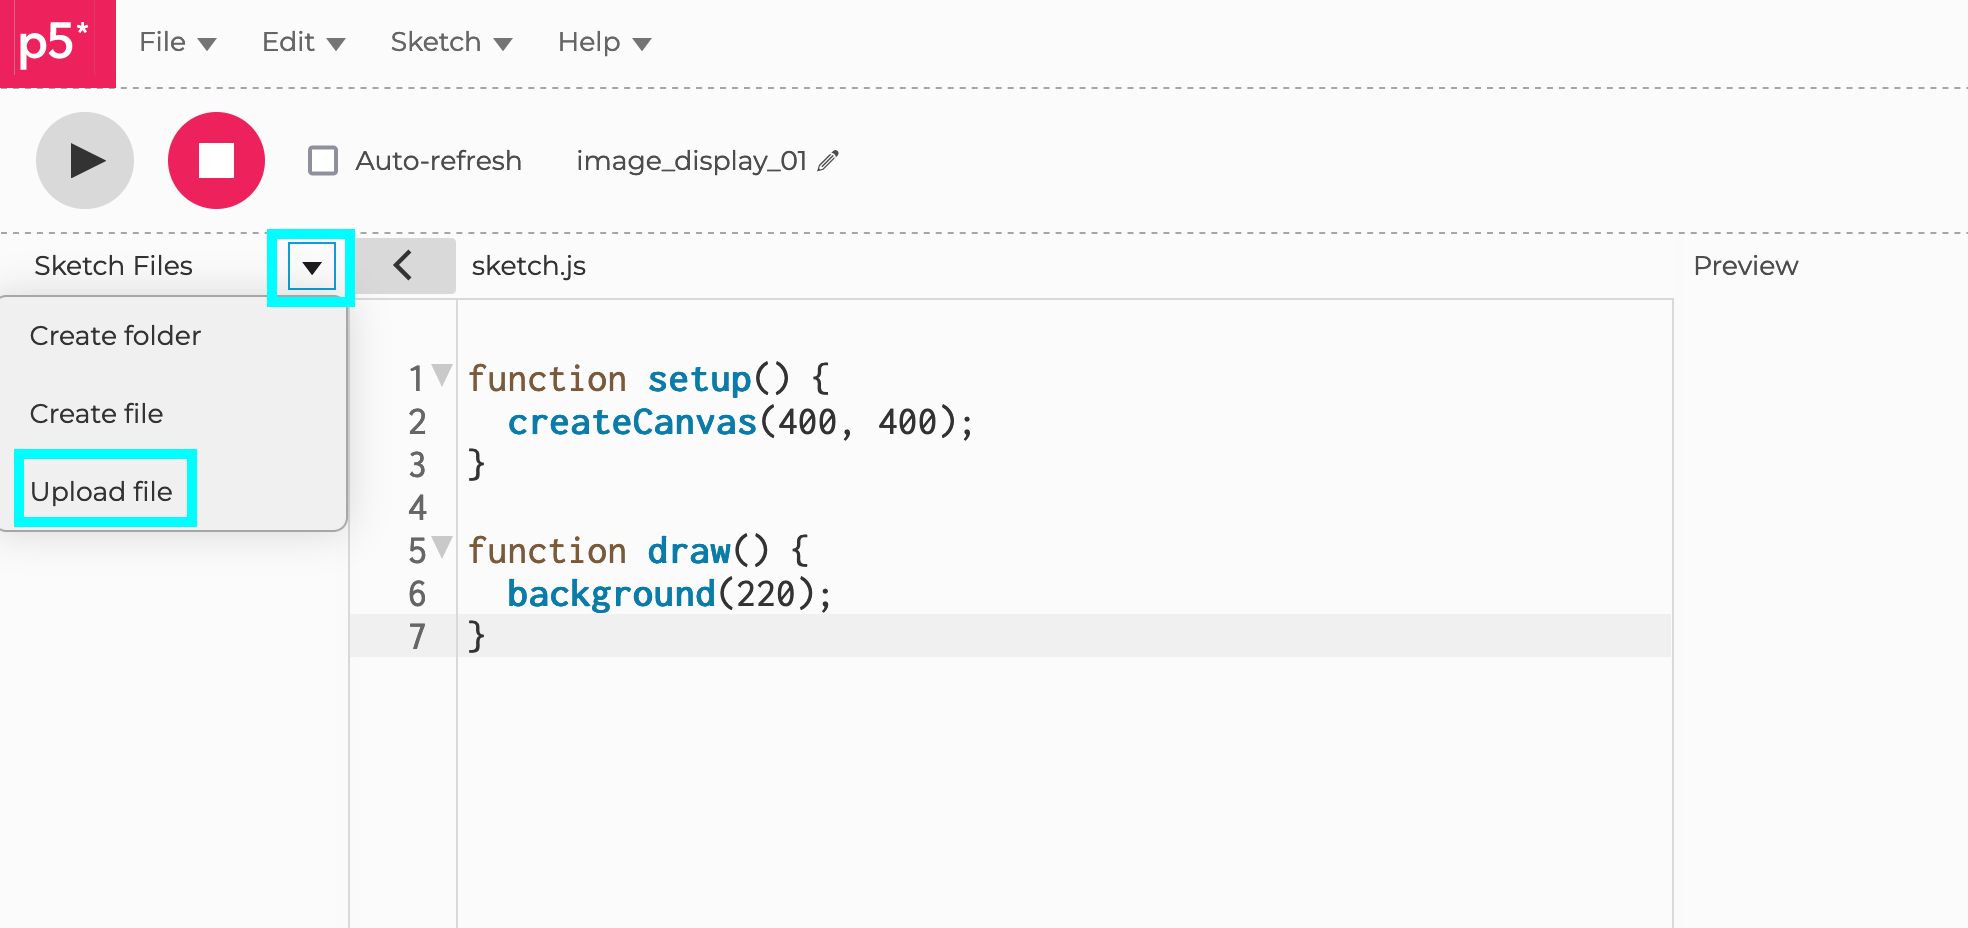 p5* File Edit Sketch Help
Auto-refresh image_display_01
Sketch Files sketch.js Preview
Create folder
Create file
Upload file
1 function setup() {
2   createCanvas(400, 400);
3 }
4
5 function draw() {
6   background(220);
7 }